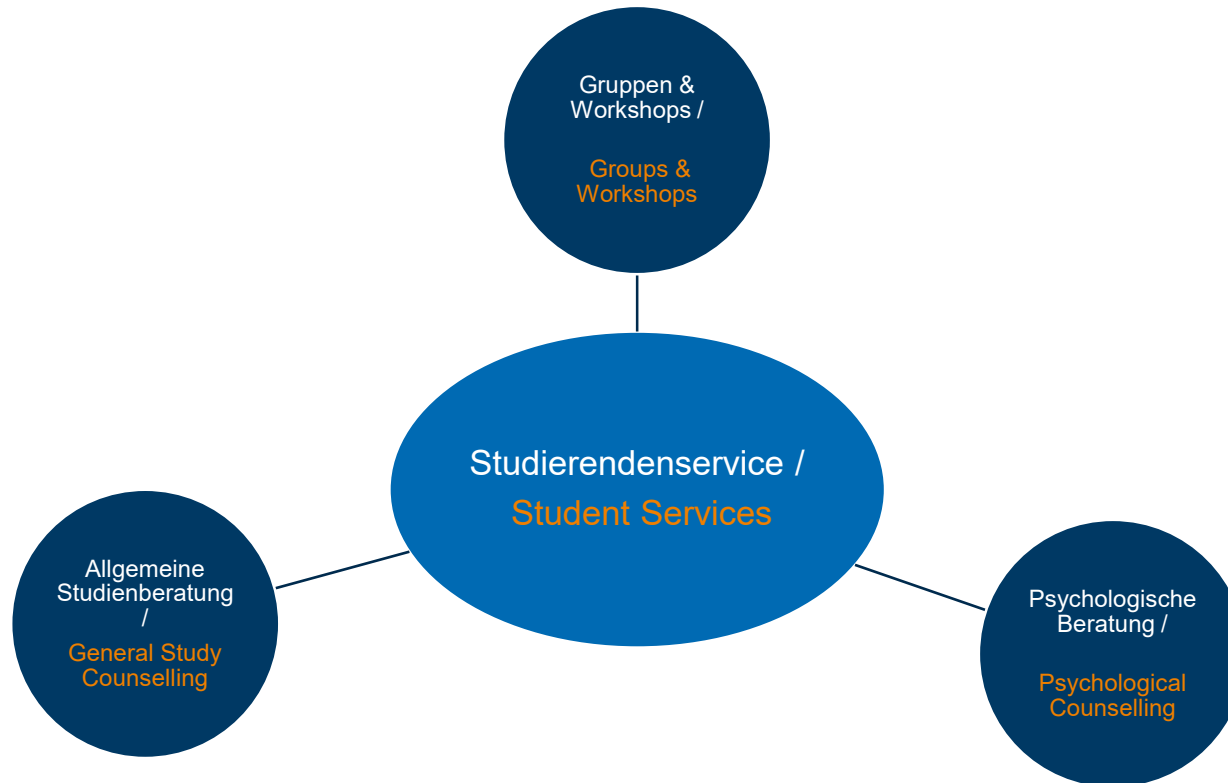 Gruppen &
Workshops /
Groups &
Workshops
Studierendenservice /
Student Services
Allgemeine
Studienberatung
/
General Study
Counselling
Psychologische
Beratung /
Psychological
Counselling